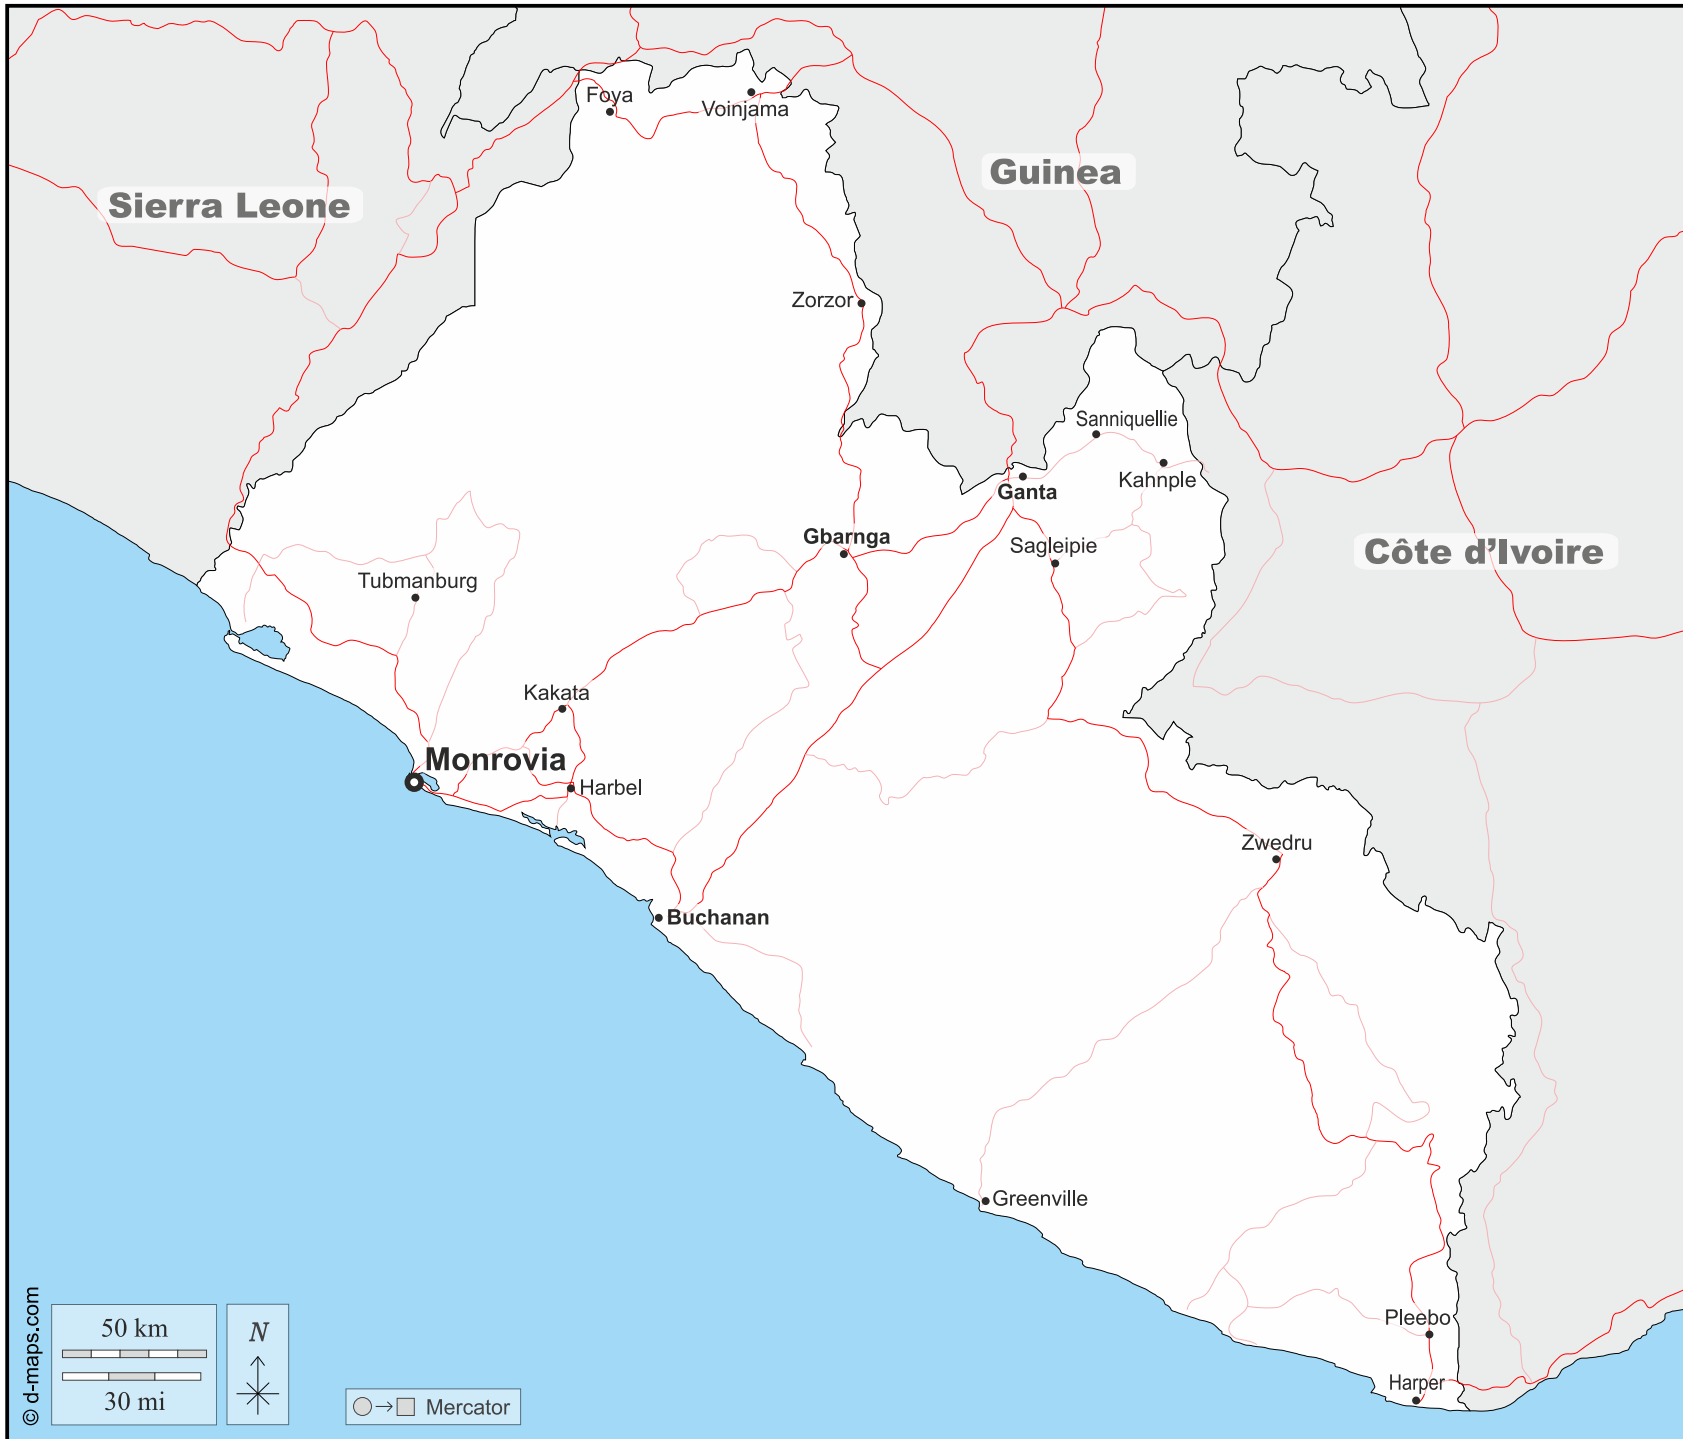 Foya
Voinjama
Guinea
Sierra Leone
Zorzor
Sanniquellie
Kahnple
Ganta
Gbarnga
Sagleipie
Côte d'Ivoire
Tubmanburg
Kakata
Monrovia
Harbel
Zwedru
Buchanan
Greenville
Pleebo
Harper
© d-maps.com
50 km
30 mi
N
Mercator